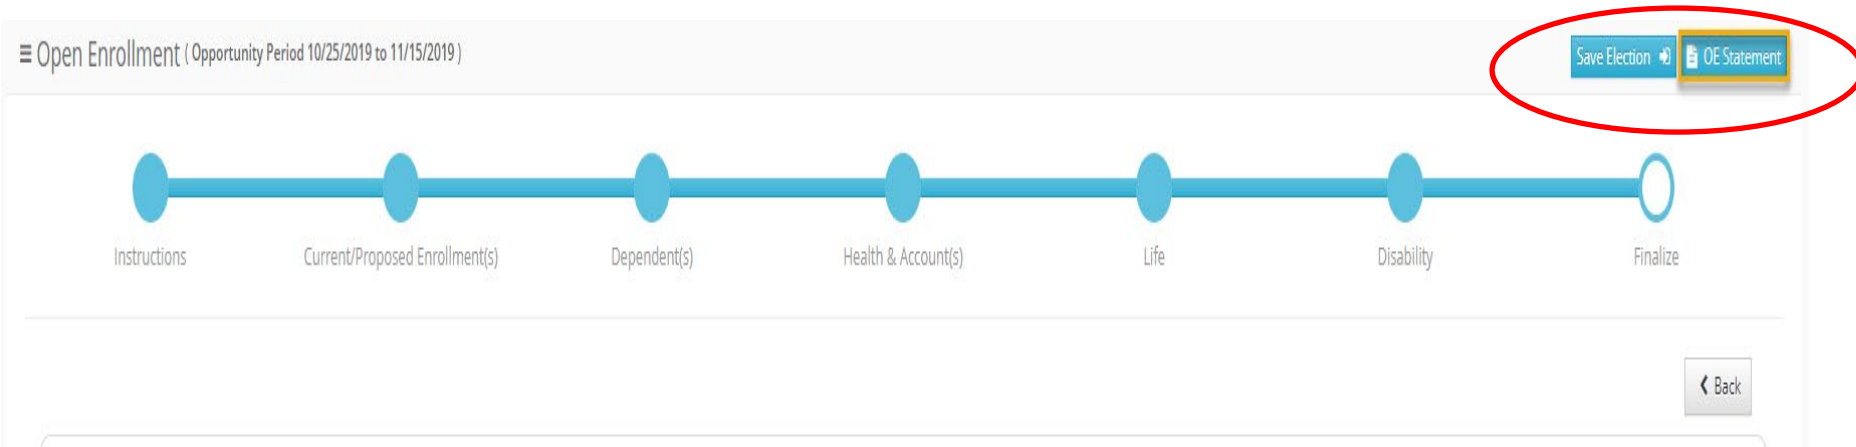 Open Enrollment ( Opportunity Period 10/25/2019 to 11/15/2019 )
Save Election
OE Statement
Instructions
Current/Proposed Enrollment(s)
Dependent(s)
Health & Account(s)
Life
Disability
Finalize
Back